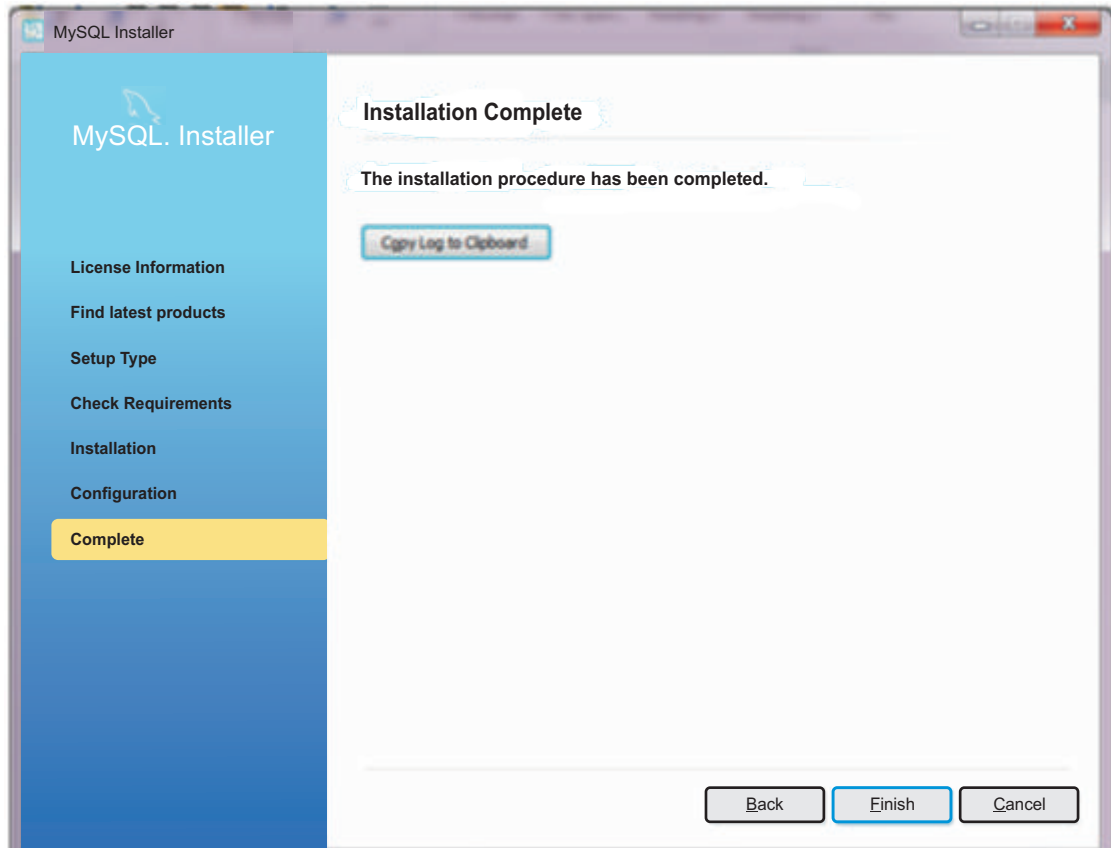 MySQL Installer
MySQL. Installer
License Information
Find latest products
Setup Type
Check Requirements
Installation
Configuration
Complete
Installation Complete
The installation procedure has been completed.
Copy Log to Clipboard
Back
Finish
Cancel